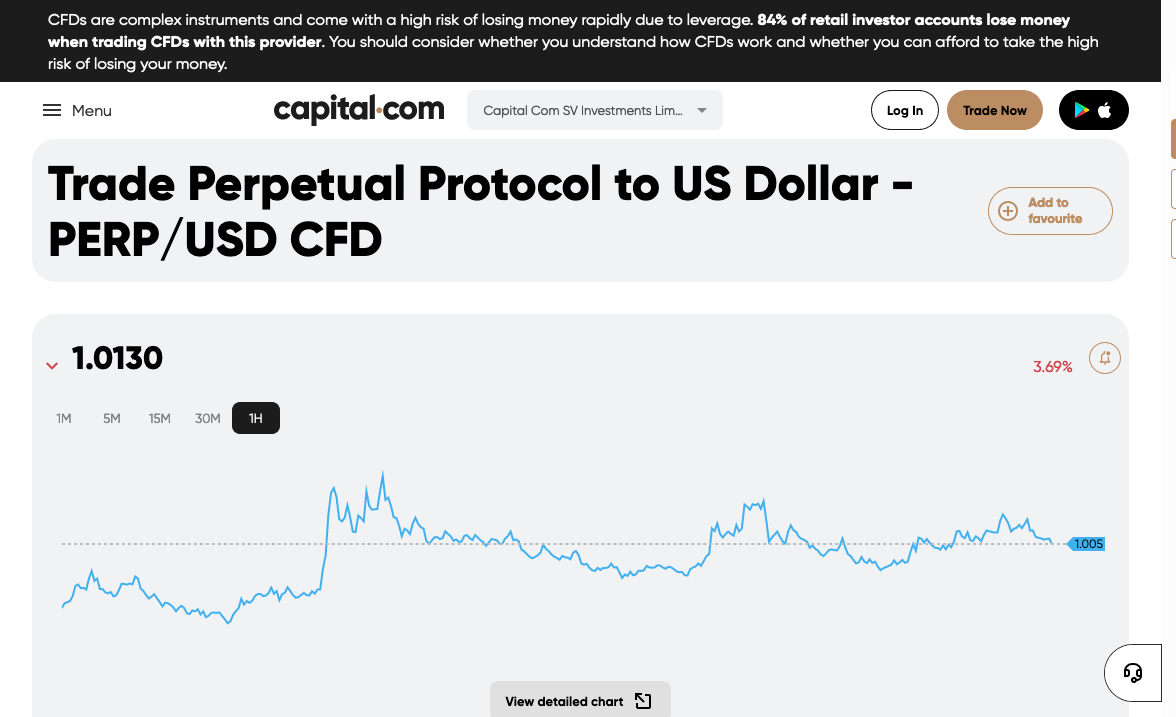 CFDs are complex instruments and come with a high risk of losing money rapidly due to leverage. 84% of retail investor accounts lose money
when trading CFDs with this provider. You should consider whether you understand how CFDs work and whether you can afford to take the high
risk of losing your money.
Menu
capital.com
Capital Com SV Investments Lim...
Log In
Trade Now
Trade Perpetual Protocol to US Dollar -
PERP/USD CFD
Add to
favourite
1.0130
3.69%
1M 5M 15M 30M 1H
1.005
View detailed chart